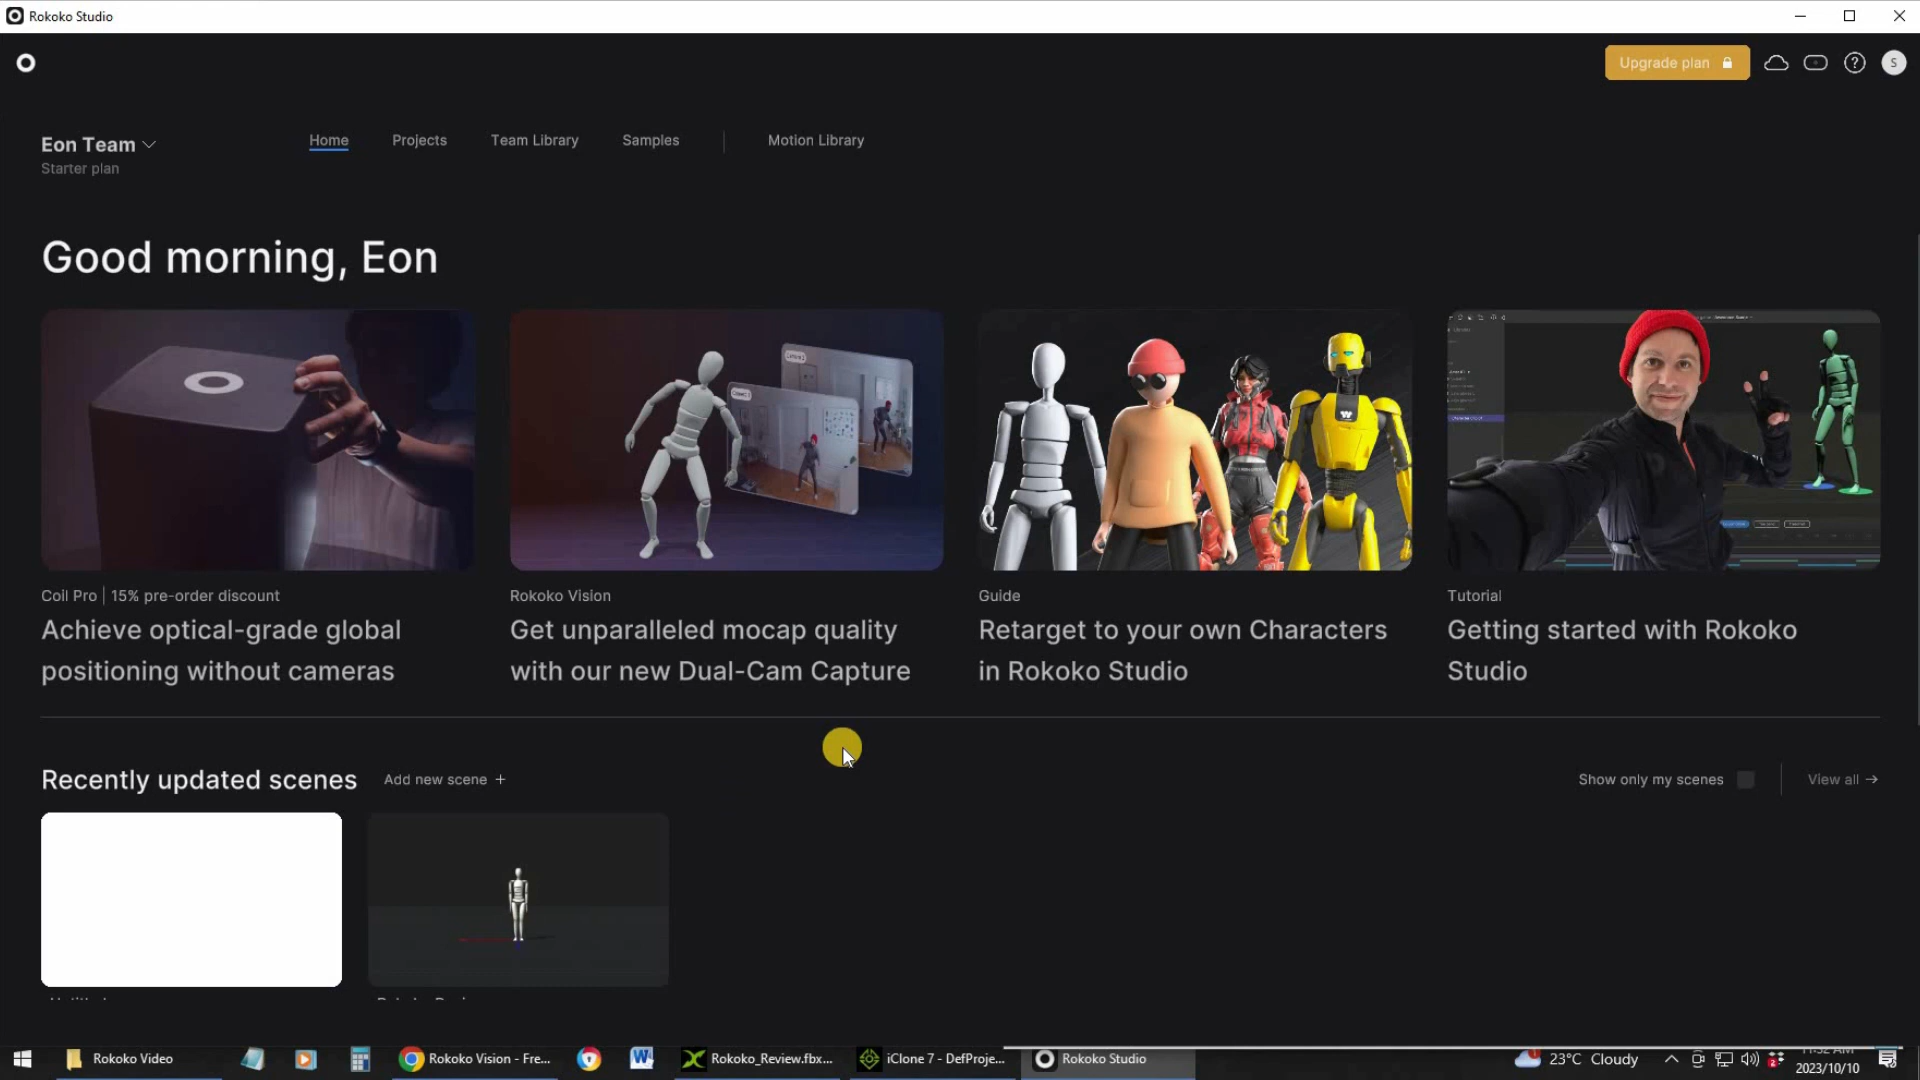 Rokoko Studio
Upgrade plan
S
Eon Team
Starter plan
Home
Projects
Team Library
Samples
Motion Library
Good morning, Eon
Coil Pro | 15% pre-order discount
Achieve optical-grade global
positioning without cameras
Rokoko Vision
Get unparalleled mocap quality
with our new Dual-Cam Capture
Guide
Retarget to your own Characters
in Rokoko Studio
Tutorial
Getting started with Rokoko
Studio
Recently updated scenes
Add new scene +
Show only my scenes
View all →
Rokoko Video
Rokoko Vision - Fre...
Rokoko_Review.fbx...
iClone 7 - DefProje...
Rokoko Studio
23°C Cloudy
11:32 AM
2023/10/10